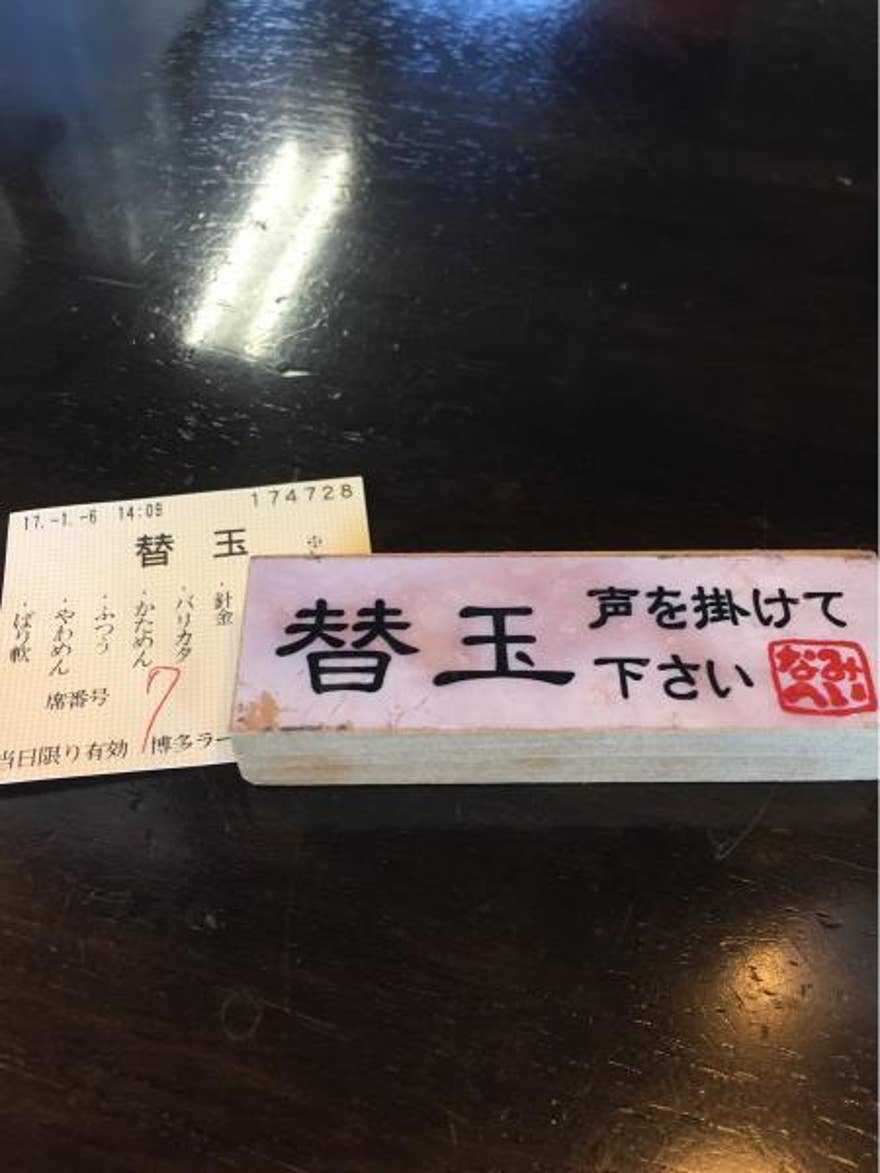 17.-1.-6 14:09 174728
替玉
・針金
・バリカタ
・かためん
・ふつう
・やわめん
・ばり軟
席番号 7
当日限り有効 博多ラー
替玉
声を掛けて
下さい
なみ
へい